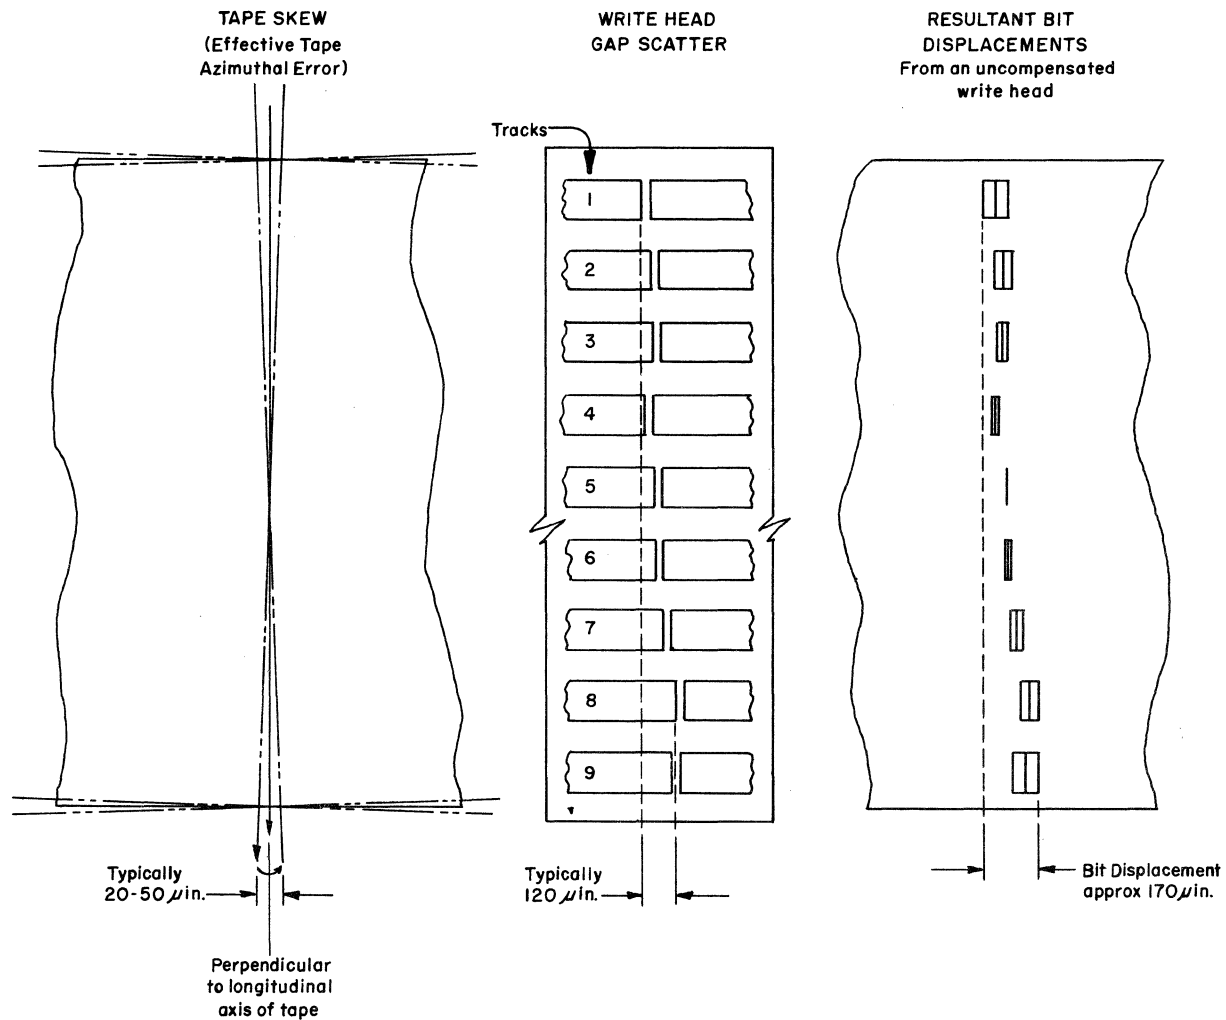 TAPE SKEW
(Effective Tape
Azimuthal Error)
WRITE HEAD
GAP SCATTER
RESULTANT BIT
DISPLACEMENTS
From an uncompensated
write head
Tracks
1
2
3
4
5
6
7
8
9
Typically
20-50 μin.
Typically
120 μin.
Bit Displacement
approx 170 μin.
Perpendicular
to longitudinal
axis of tape